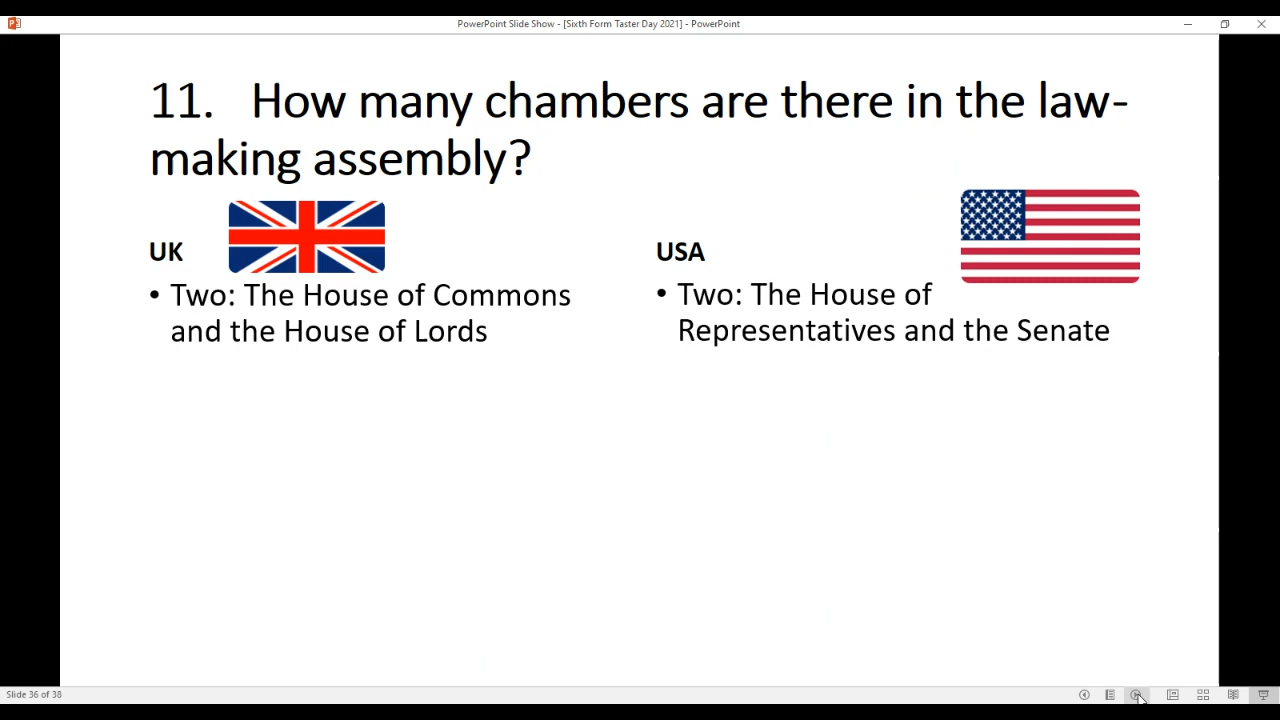 PowerPoint Slide Show - [Sixth Form Taster Day 2021] - PowerPoint
11. How many chambers are there in the law-
making assembly?
UK
• Two: The House of Commons
and the House of Lords
USA
• Two: The House of
Representatives and the Senate
Slide 36 of 38